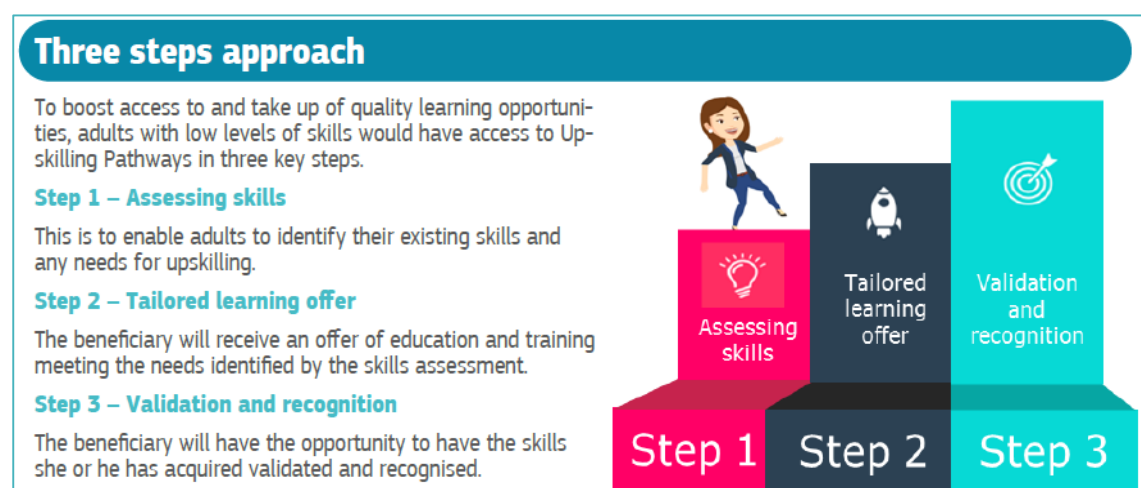 Three steps approach
To boost access to and take up of quality learning opportuni-
ties, adults with low levels of skills would have access to Up-
skilling Pathways in three key steps.
Step 1 – Assessing skills
This is to enable adults to identify their existing skills and
any needs for upskilling.
Step 2 – Tailored learning offer
The beneficiary will receive an offer of education and training
meeting the needs identified by the skills assessment.
Step 3 – Validation and recognition
The beneficiary will have the opportunity to have the skills
she or he has acquired validated and recognised.
Assessing
skills
Tailored
learning
offer
Validation
and
recognition
Step 1
Step 2
Step 3